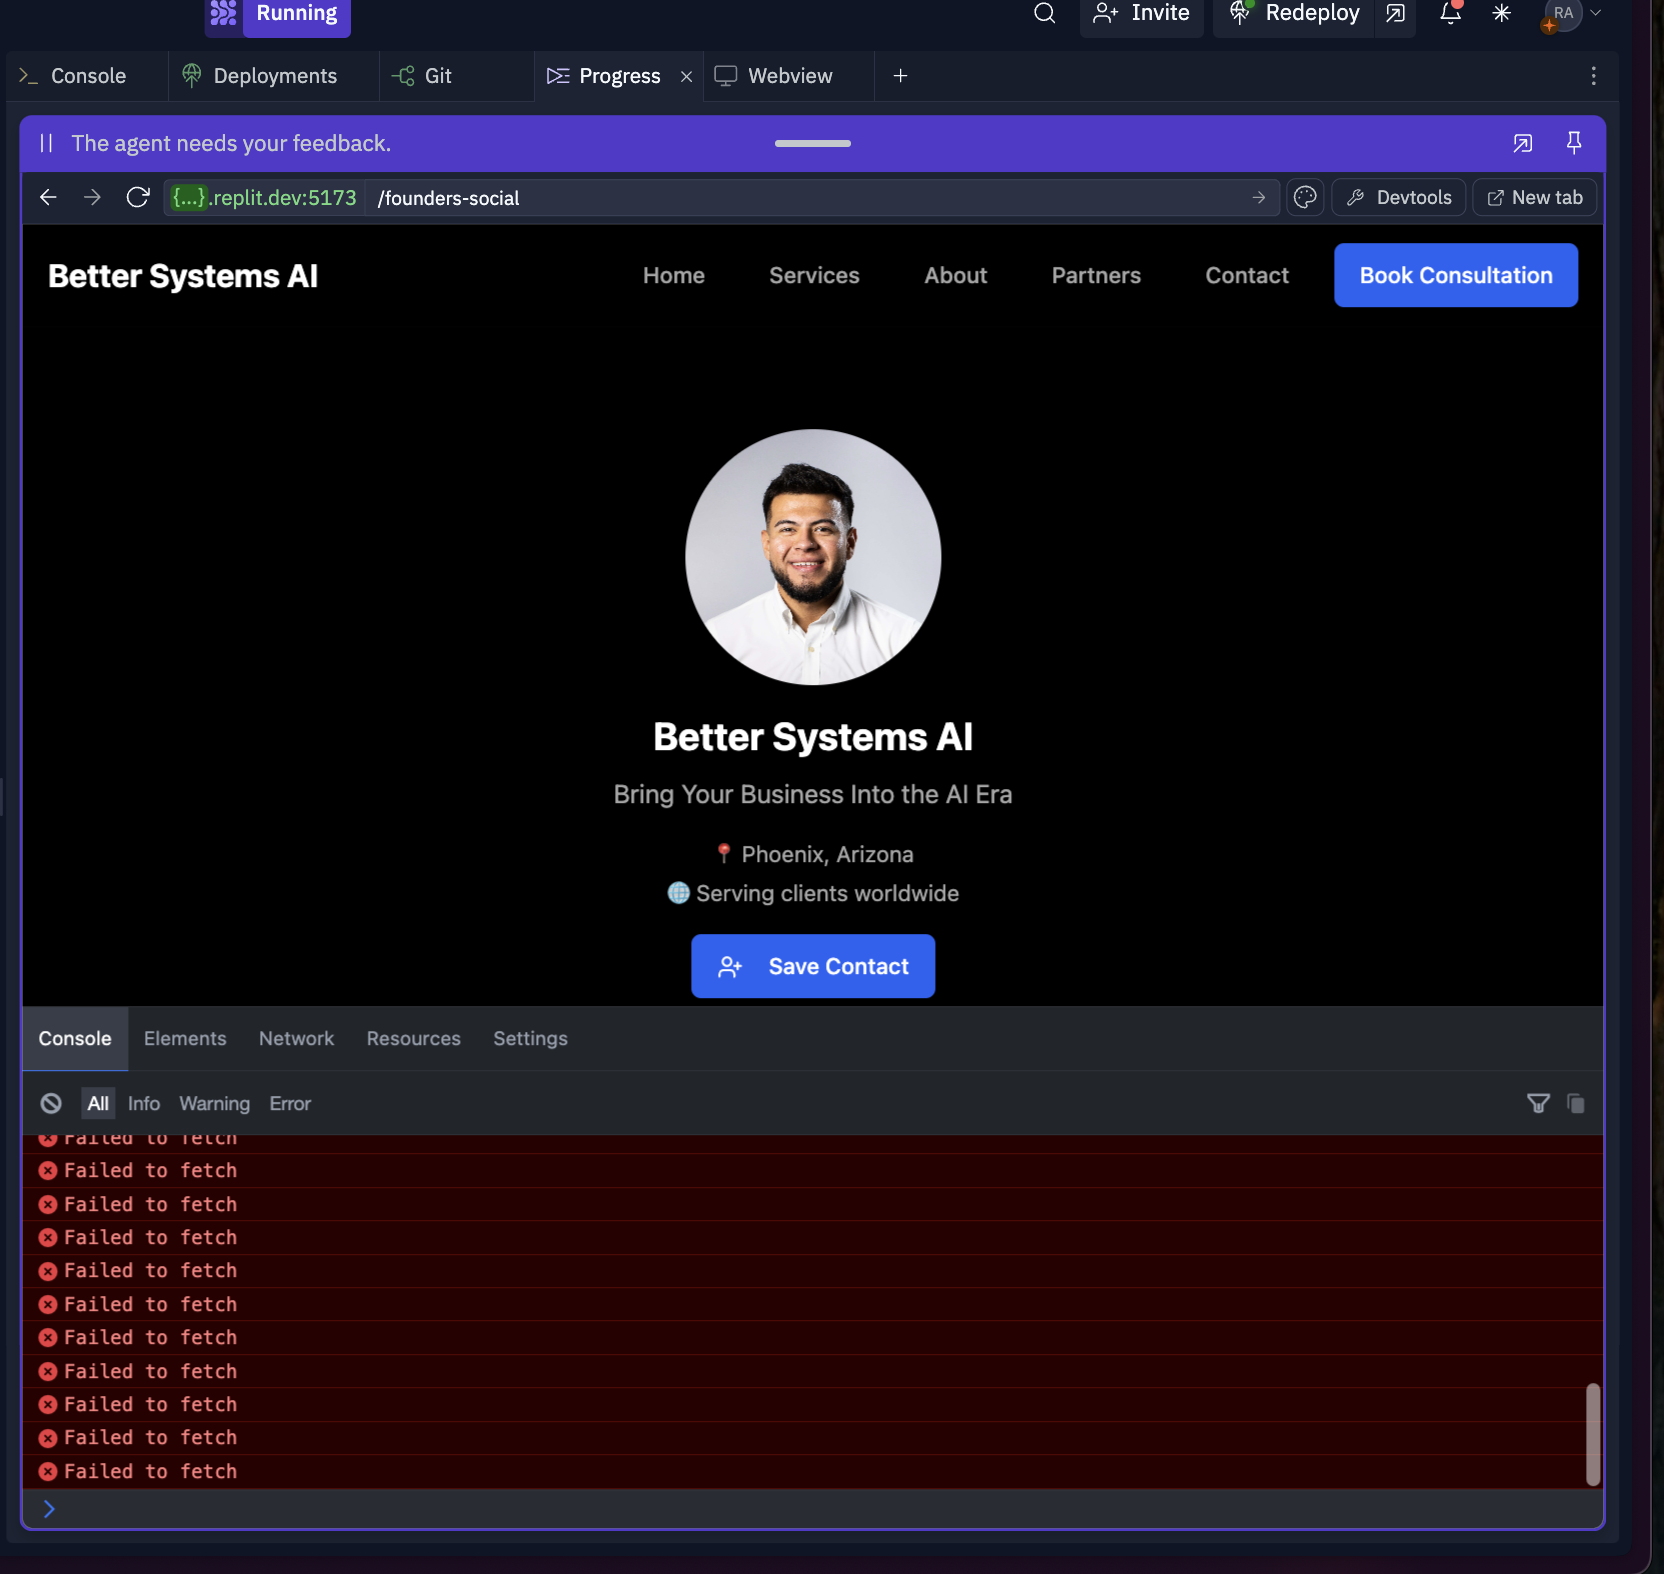 Running
Invite
Redeploy
RA
Console
Deployments
Git
Progress
Webview
The agent needs your feedback.
{...}.replit.dev:5173 /founders-social
Devtools
New tab
Better Systems AI
Home
Services
About
Partners
Contact
Book Consultation
Better Systems AI
Bring Your Business Into the AI Era
📍 Phoenix, Arizona
🌐 Serving clients worldwide
Save Contact
Console
Elements
Network
Resources
Settings
All
Info
Warning
Error
Failed to fetch
Failed to fetch
Failed to fetch
Failed to fetch
Failed to fetch
Failed to fetch
Failed to fetch
Failed to fetch
Failed to fetch
Failed to fetch
Failed to fetch